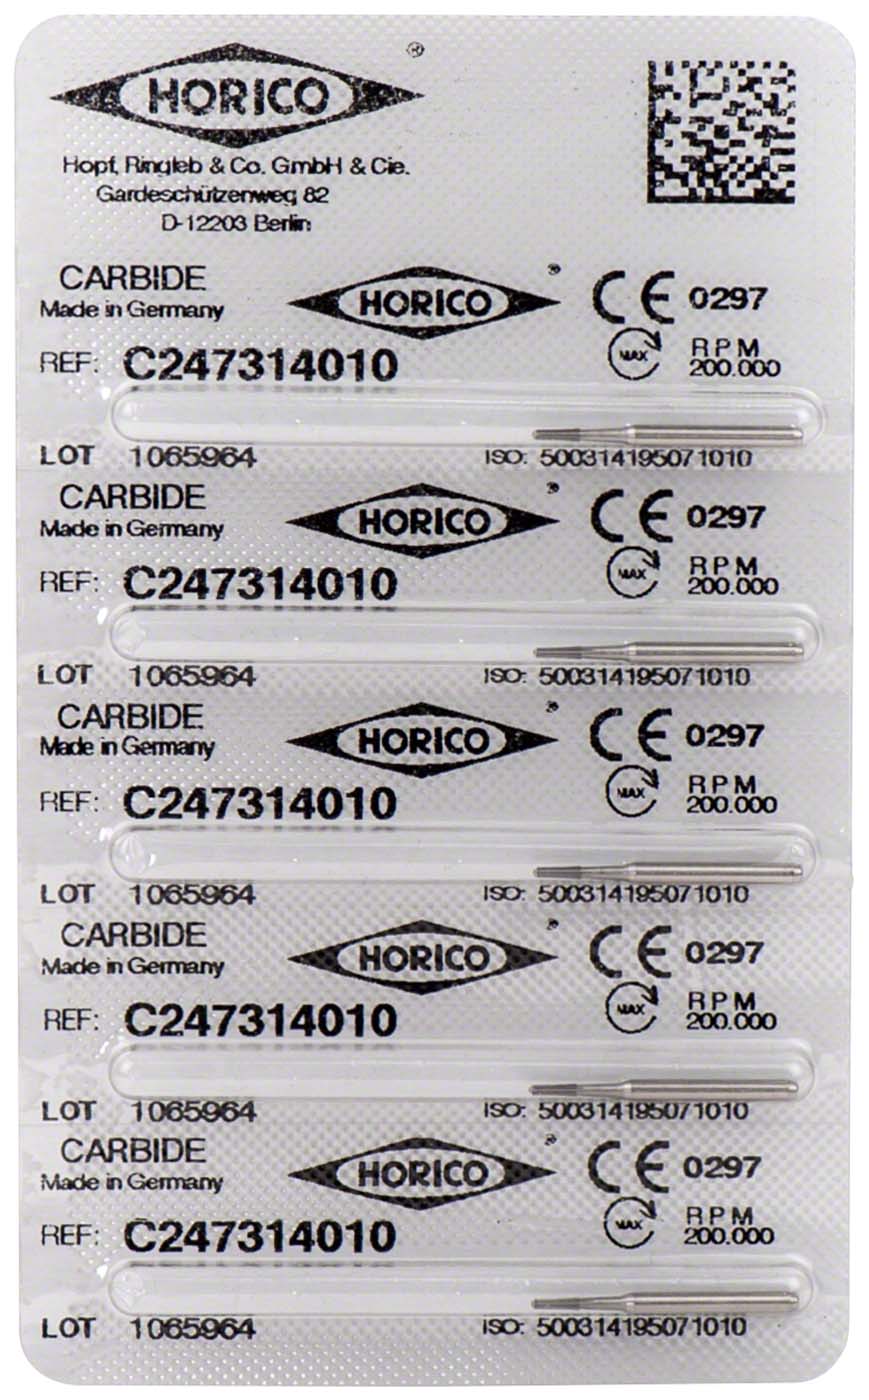 HORICO ®
Hopf, Ringleb & Co. GmbH & Cie.
Gardeschützenweg 82
D-12203 Berlin
CARBIDE
Made in Germany
HORICO ®
CE 0297
REF: C247314010
MAX
RPM
200.000
LOT 1065964
ISO: 500314195071010
CARBIDE
Made in Germany
HORICO ®
CE 0297
REF: C247314010
MAX
RPM
200.000
LOT 1065964
ISO: 500314195071010
CARBIDE
Made in Germany
HORICO ®
CE 0297
REF: C247314010
MAX
RPM
200.000
LOT 1065964
ISO: 500314195071010
CARBIDE
Made in Germany
HORICO ®
CE 0297
REF: C247314010
MAX
RPM
200.000
LOT 1065964
ISO: 500314195071010
CARBIDE
Made in Germany
HORICO ®
CE 0297
REF: C247314010
MAX
RPM
200.000
LOT 1065964
ISO: 500314195071010